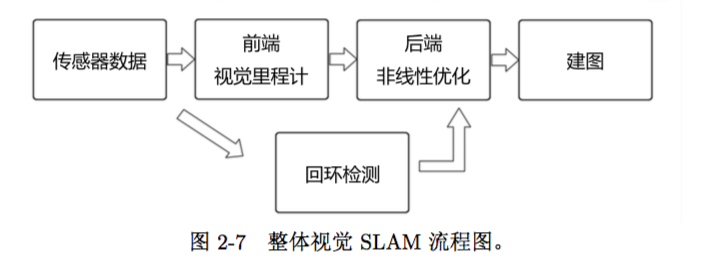 传感器数据
前端
视觉里程计
后端
非线性优化
建图
回环检测
图 2-7 整体视觉 SLAM 流程图。